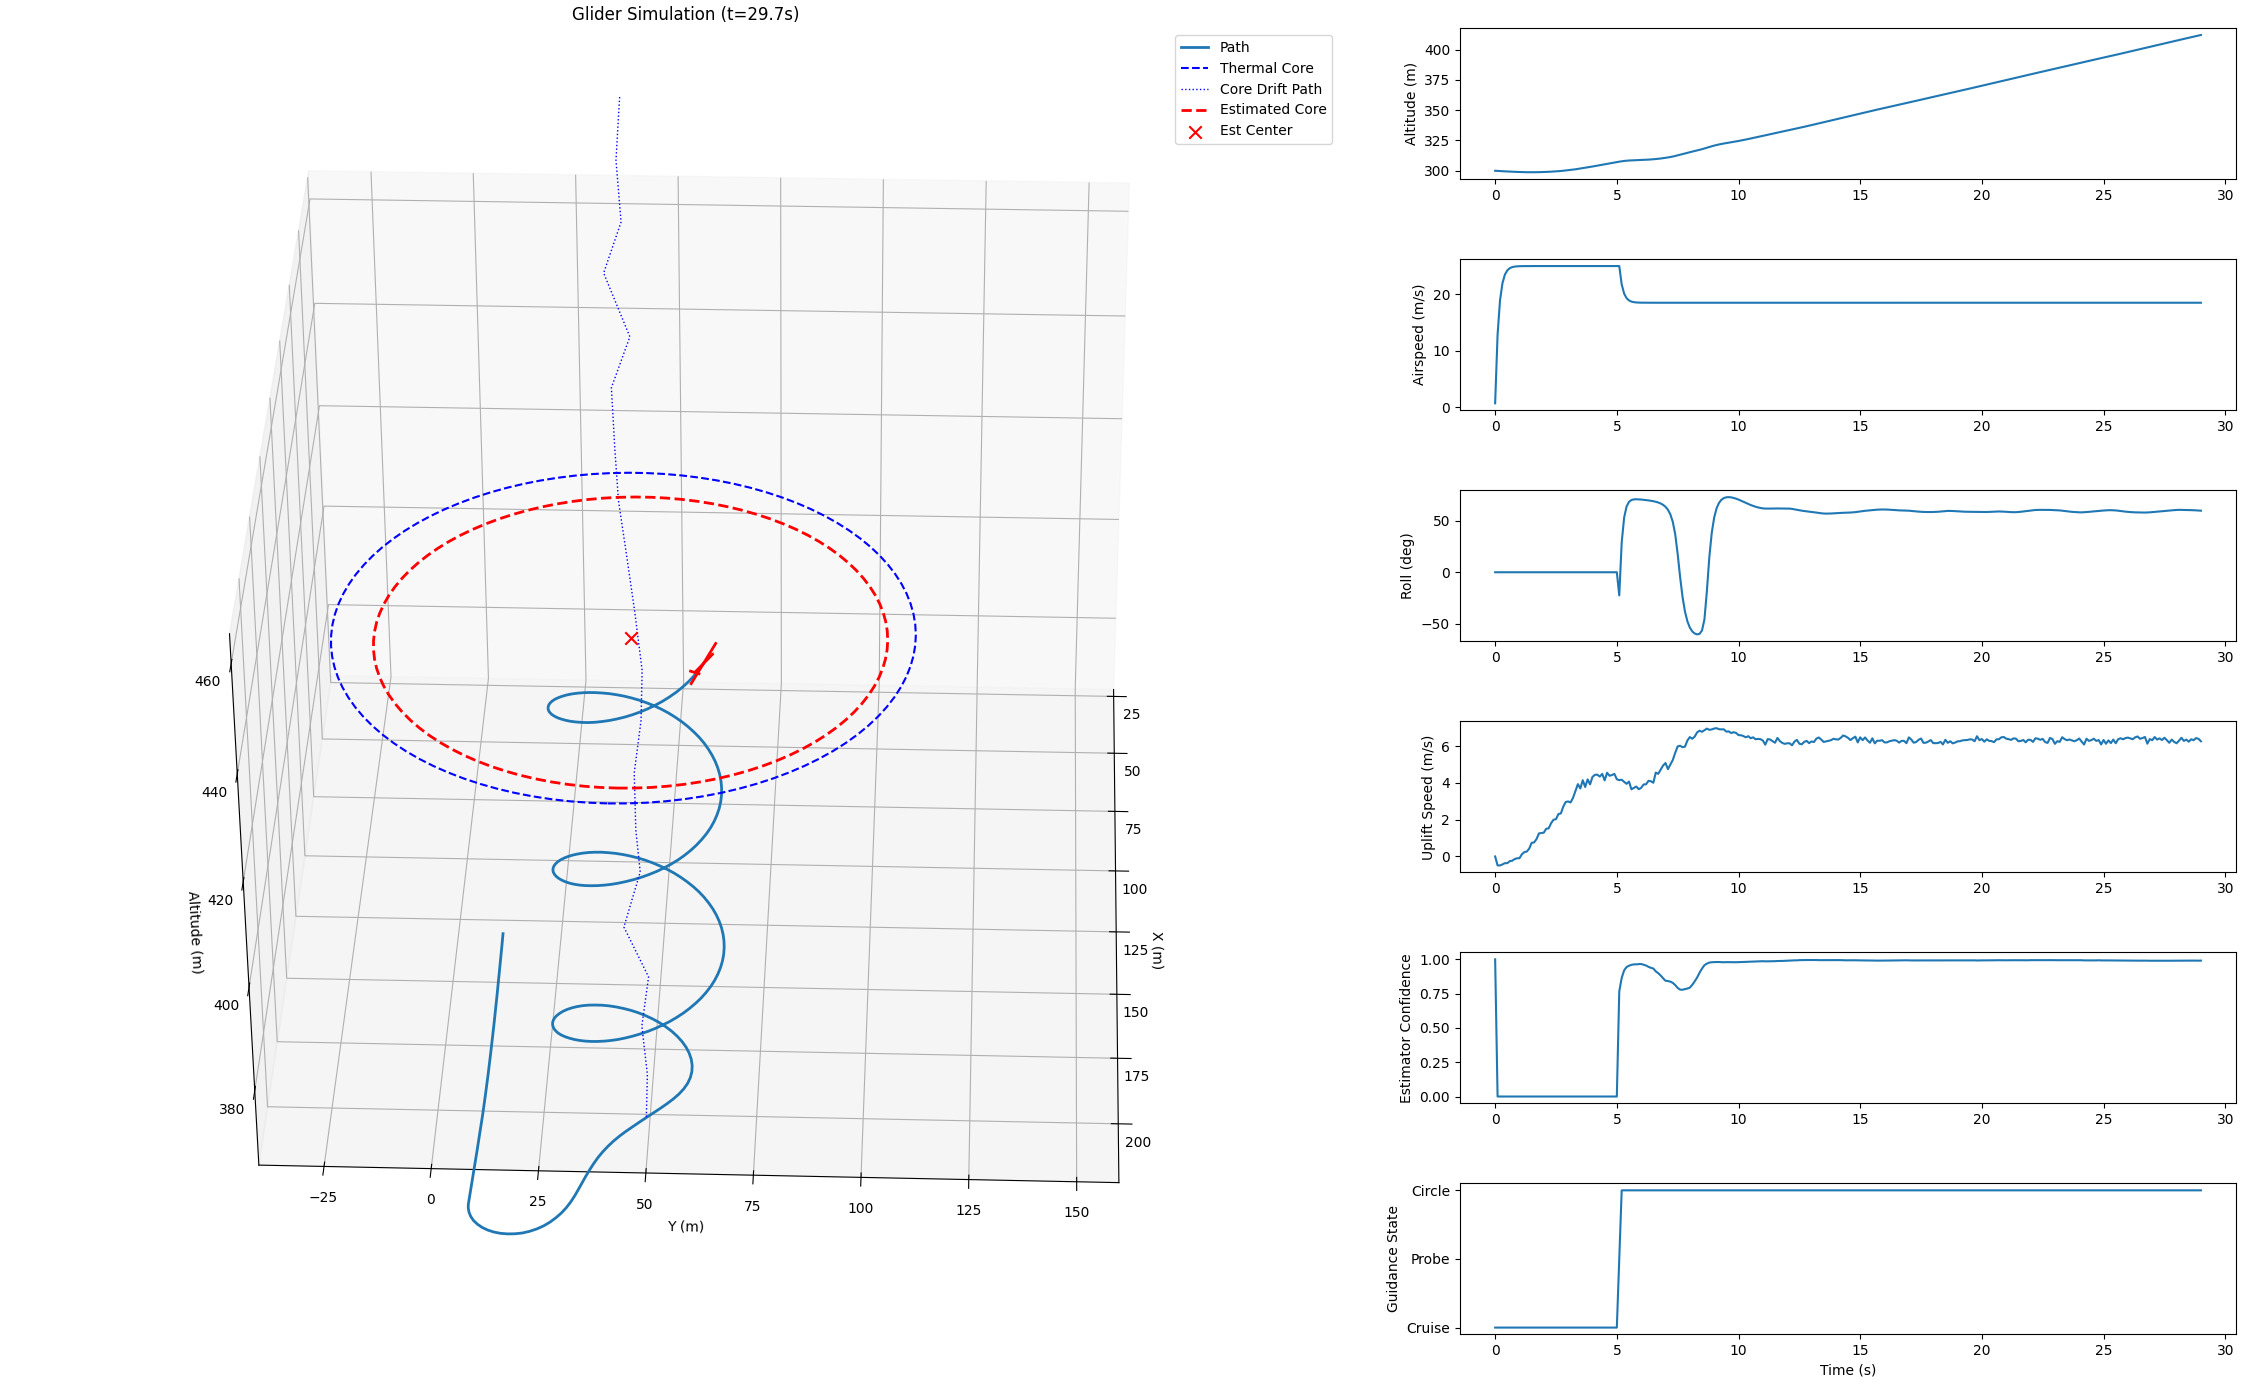 Glider Simulation (t=29.7s)
Path
Thermal Core
Core Drift Path
Estimated Core
Est Center
460
440
420
400
380
Altitude (m)
−25
0
25
50
75
100
125
150
Y (m)
25
50
75
100
125
150
175
200
X (m)
400
375
350
325
300
Altitude (m)
0 5 10 15 20 25 30
20
10
0
Airspeed (m/s)
0 5 10 15 20 25 30
50
0
−50
Roll (deg)
0 5 10 15 20 25 30
6
4
2
0
Uplift Speed (m/s)
0 5 10 15 20 25 30
1.00
0.75
0.50
0.25
0.00
Estimator Confidence
0 5 10 15 20 25 30
Circle
Probe
Cruise
Guidance State
0 5 10 15 20 25 30
Time (s)